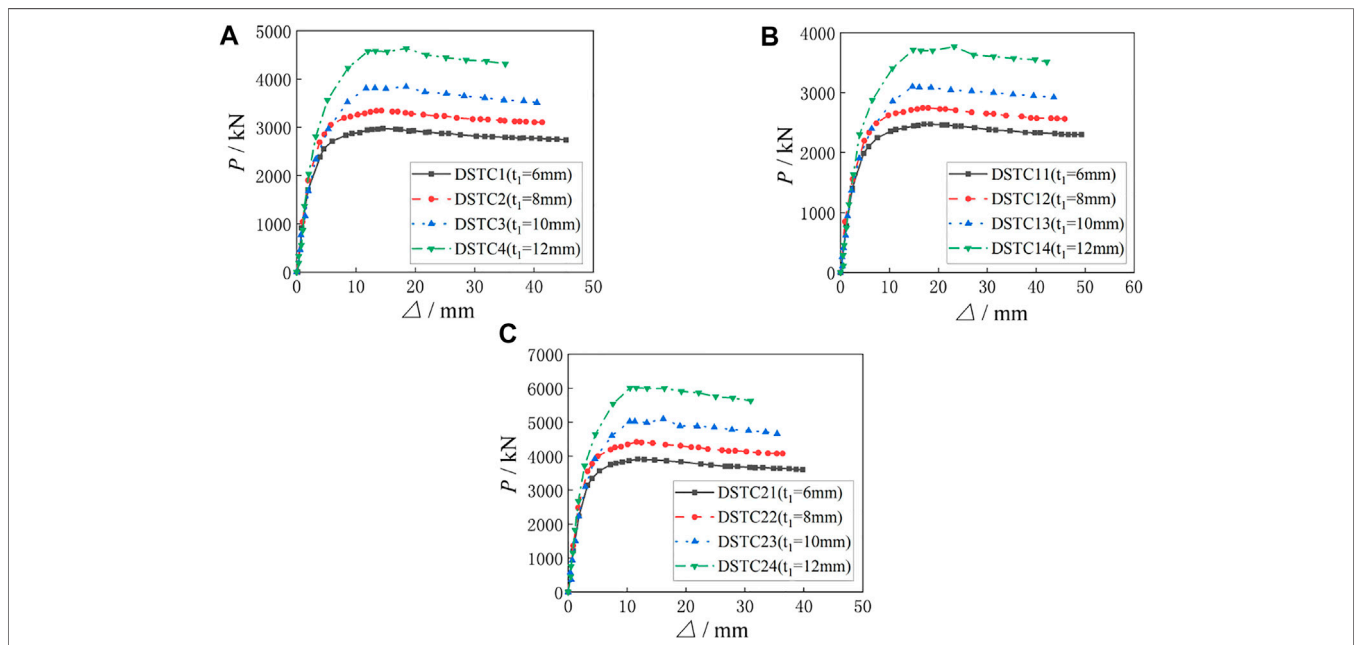 A
5000
4000
3000
2000
1000
0
P / kN
DSTC1(t₁=6mm)
DSTC2(t₁=8mm)
DSTC3(t₁=10mm)
DSTC4(t₁=12mm)
0 10 20 30 40 50
△ / mm
B
4000
3000
2000
1000
0
P / kN
DSTC11(t₁=6mm)
DSTC12(t₁=8mm)
DSTC13(t₁=10mm)
DSTC14(t₁=12mm)
0 10 20 30 40 50 60
△ / mm
C
7000
6000
5000
4000
3000
2000
1000
0
P / kN
DSTC21(t₁=6mm)
DSTC22(t₁=8mm)
DSTC23(t₁=10mm)
DSTC24(t₁=12mm)
0 10 20 30 40 50
△ / mm